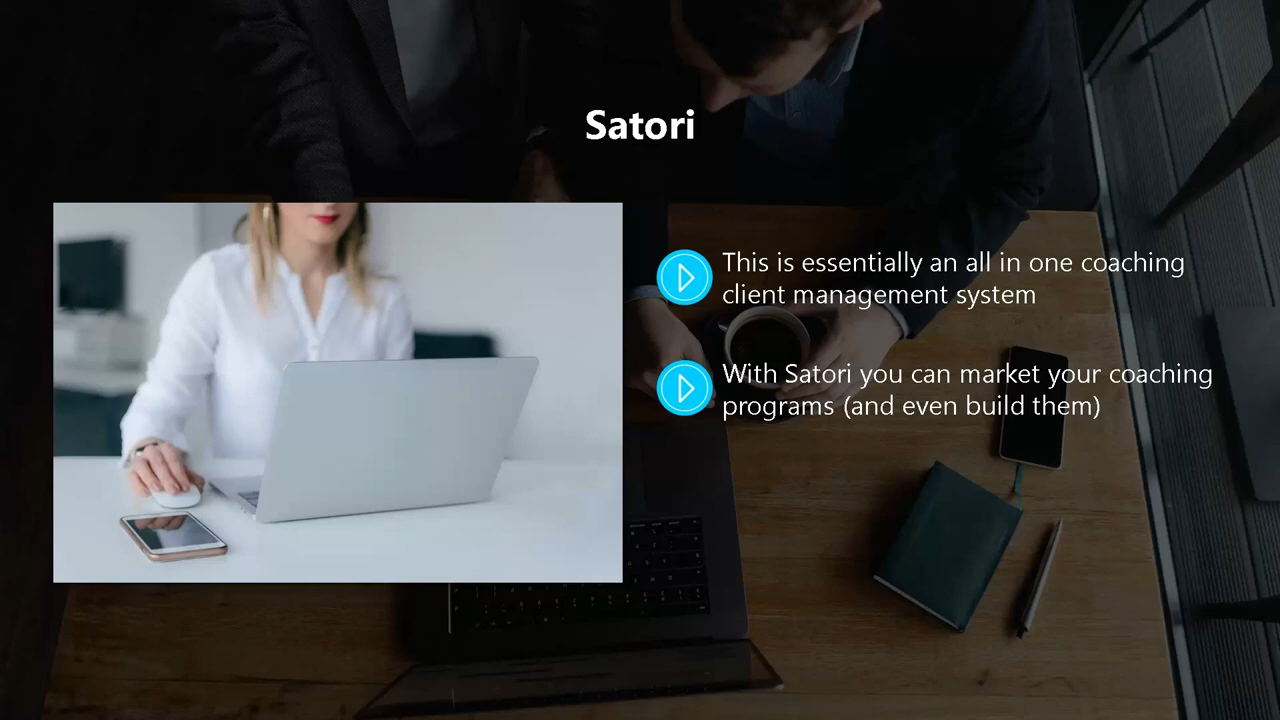 Satori
This is essentially an all in one coaching
client management system
With Satori you can market your coaching
programs (and even build them)